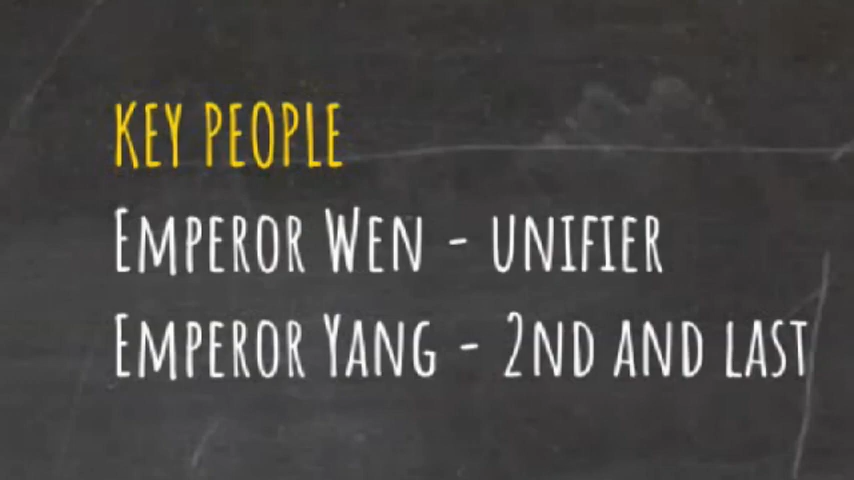 KEY PEOPLE
EMPEROR WEN - UNIFIER
EMPEROR YANG - 2ND AND LAST